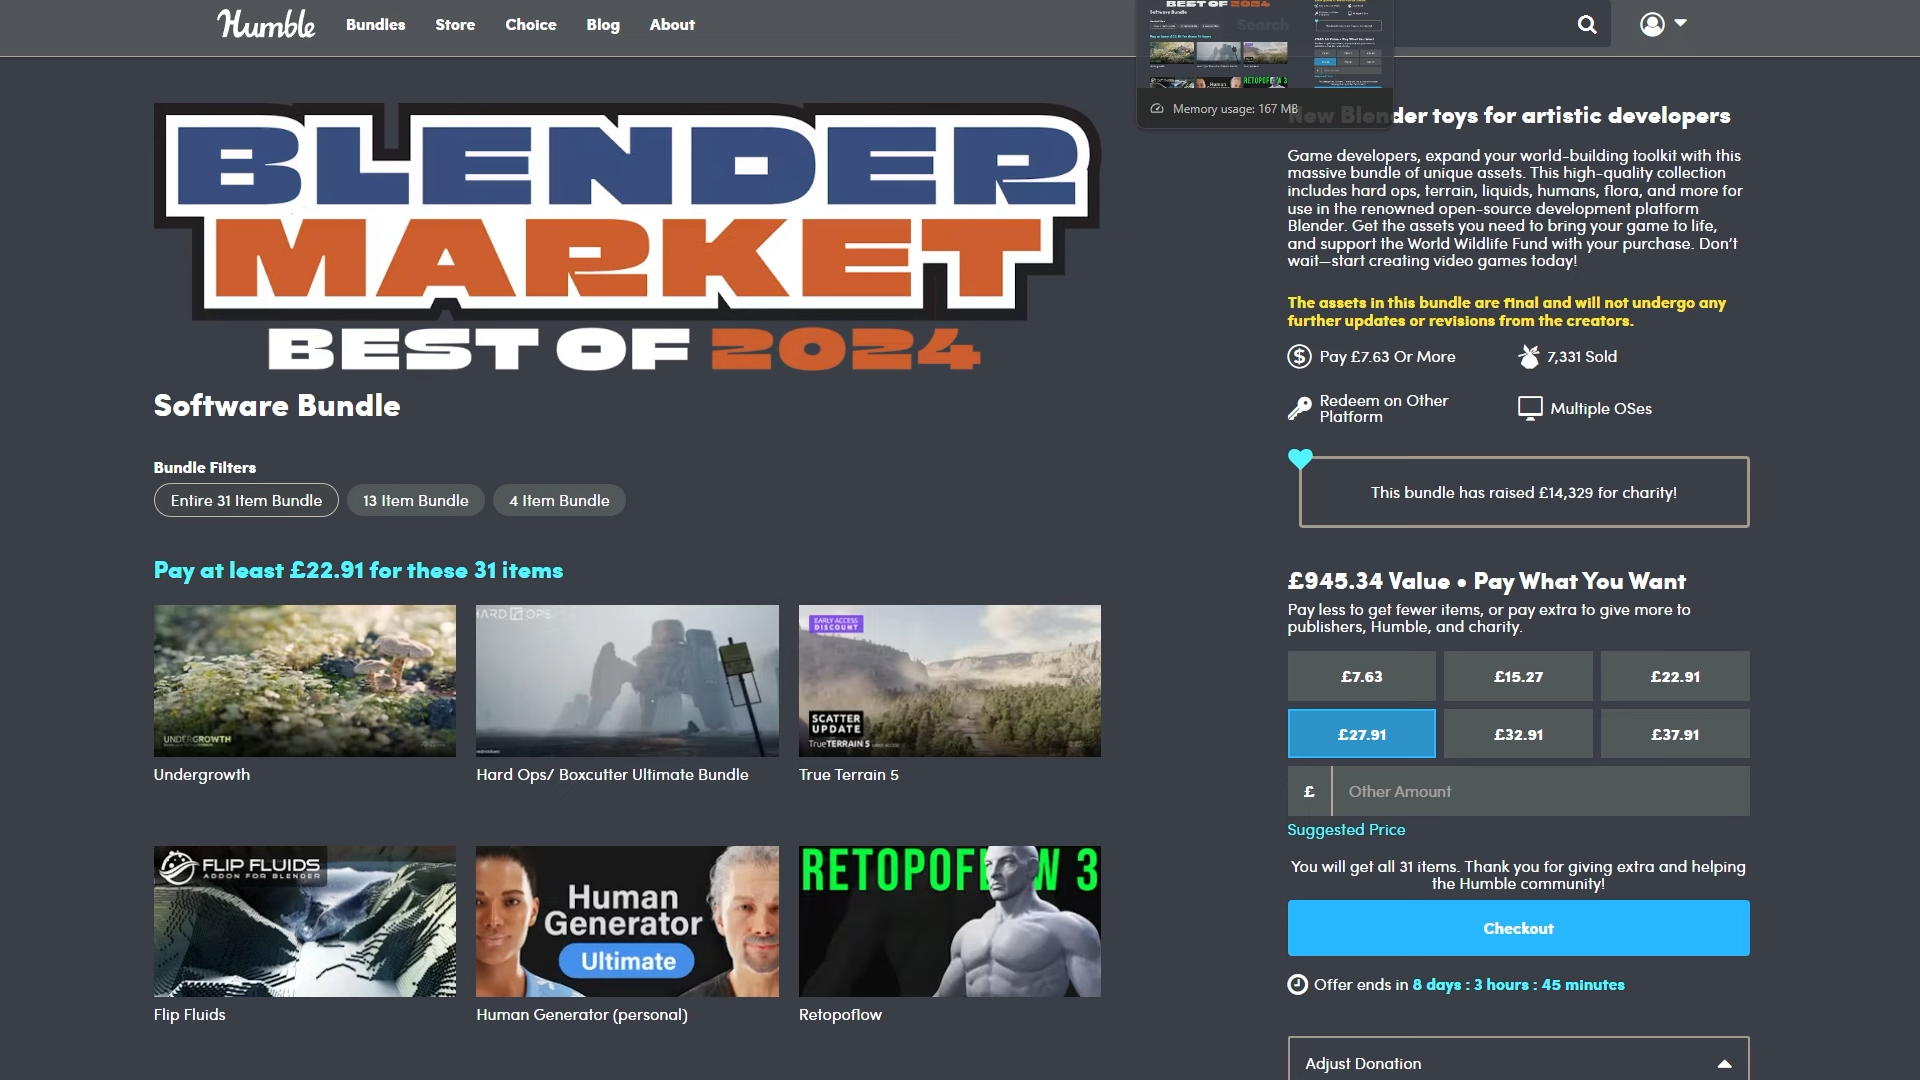 Humble
Bundles
Store
Choice
Blog
About
Search
Memory usage: 167 MB
BLENDER
MARKET
BEST OF 2024
Software Bundle
Bundle Filters
Entire 31 Item Bundle
13 Item Bundle
4 Item Bundle
Pay at least £22.91 for these 31 items
UNDERGROWTH
Undergrowth
HARD OPS
Hard Ops/ Boxcutter Ultimate Bundle
EARLY ACCESS
DISCOUNT
SCATTER
UPDATE
TrueTERRAIN 5
True Terrain 5
FLIP FLUIDS
ADDON FOR BLENDER
Flip Fluids
Human
Generator
Ultimate
Human Generator (personal)
RETOPOFLOW 3
Retopoflow
New Blender toys for artistic developers
Game developers, expand your world-building toolkit with this
massive bundle of unique assets. This high-quality collection
includes hard ops, terrain, liquids, humans, flora, and more for
use in the renowned open-source development platform
Blender. Get the assets you need to bring your game to life,
and support the World Wildlife Fund with your purchase. Don’t
wait—start creating video games today!
The assets in this bundle are final and will not undergo any
further updates or revisions from the creators.
Pay £7.63 Or More
7,331 Sold
Redeem on Other
Platform
Multiple OSes
This bundle has raised £14,329 for charity!
£945.34 Value • Pay What You Want
Pay less to get fewer items, or pay extra to give more to
publishers, Humble, and charity.
£7.63
£15.27
£22.91
£27.91
£32.91
£37.91
£
Other Amount
Suggested Price
You will get all 31 items. Thank you for giving extra and helping
the Humble community!
Checkout
Offer ends in 8 days : 3 hours : 45 minutes
Adjust Donation